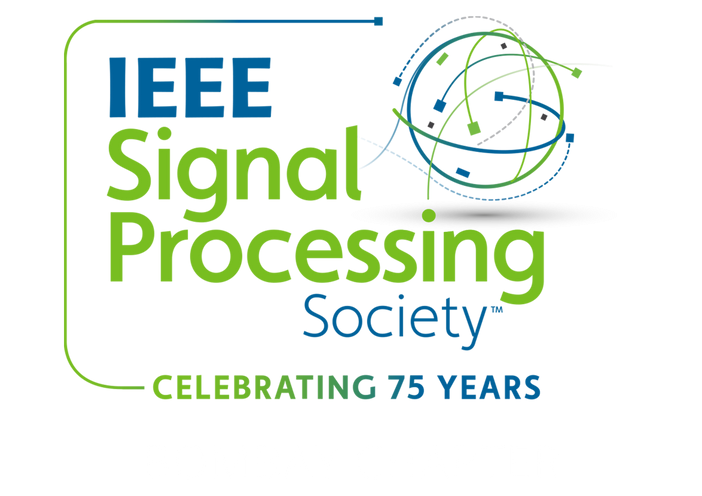 IEEE
Signal
Processing
Society™
CELEBRATING 75 YEARS